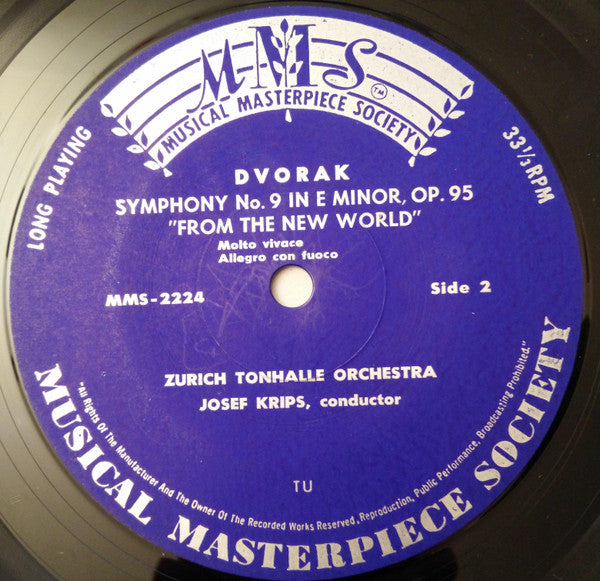 MMS
TM
MUSICAL MASTERPIECE SOCIETY
LONG PLAYING
33 1/3 RPM
DVORAK
SYMPHONY No. 9 IN E MINOR, OP. 95
"FROM THE NEW WORLD"
Molto vivace
Allegro con fuoco
MMS-2224
Side 2
ZURICH TONHALLE ORCHESTRA
JOSEF KRIPS, conductor
TU
"All Rights Of The Manufacturer And The Owner Of The Recorded Works Reserved, Reproduction, Public Performance, Broadcasting Prohibited."
MUSICAL MASTERPIECE SOCIETY